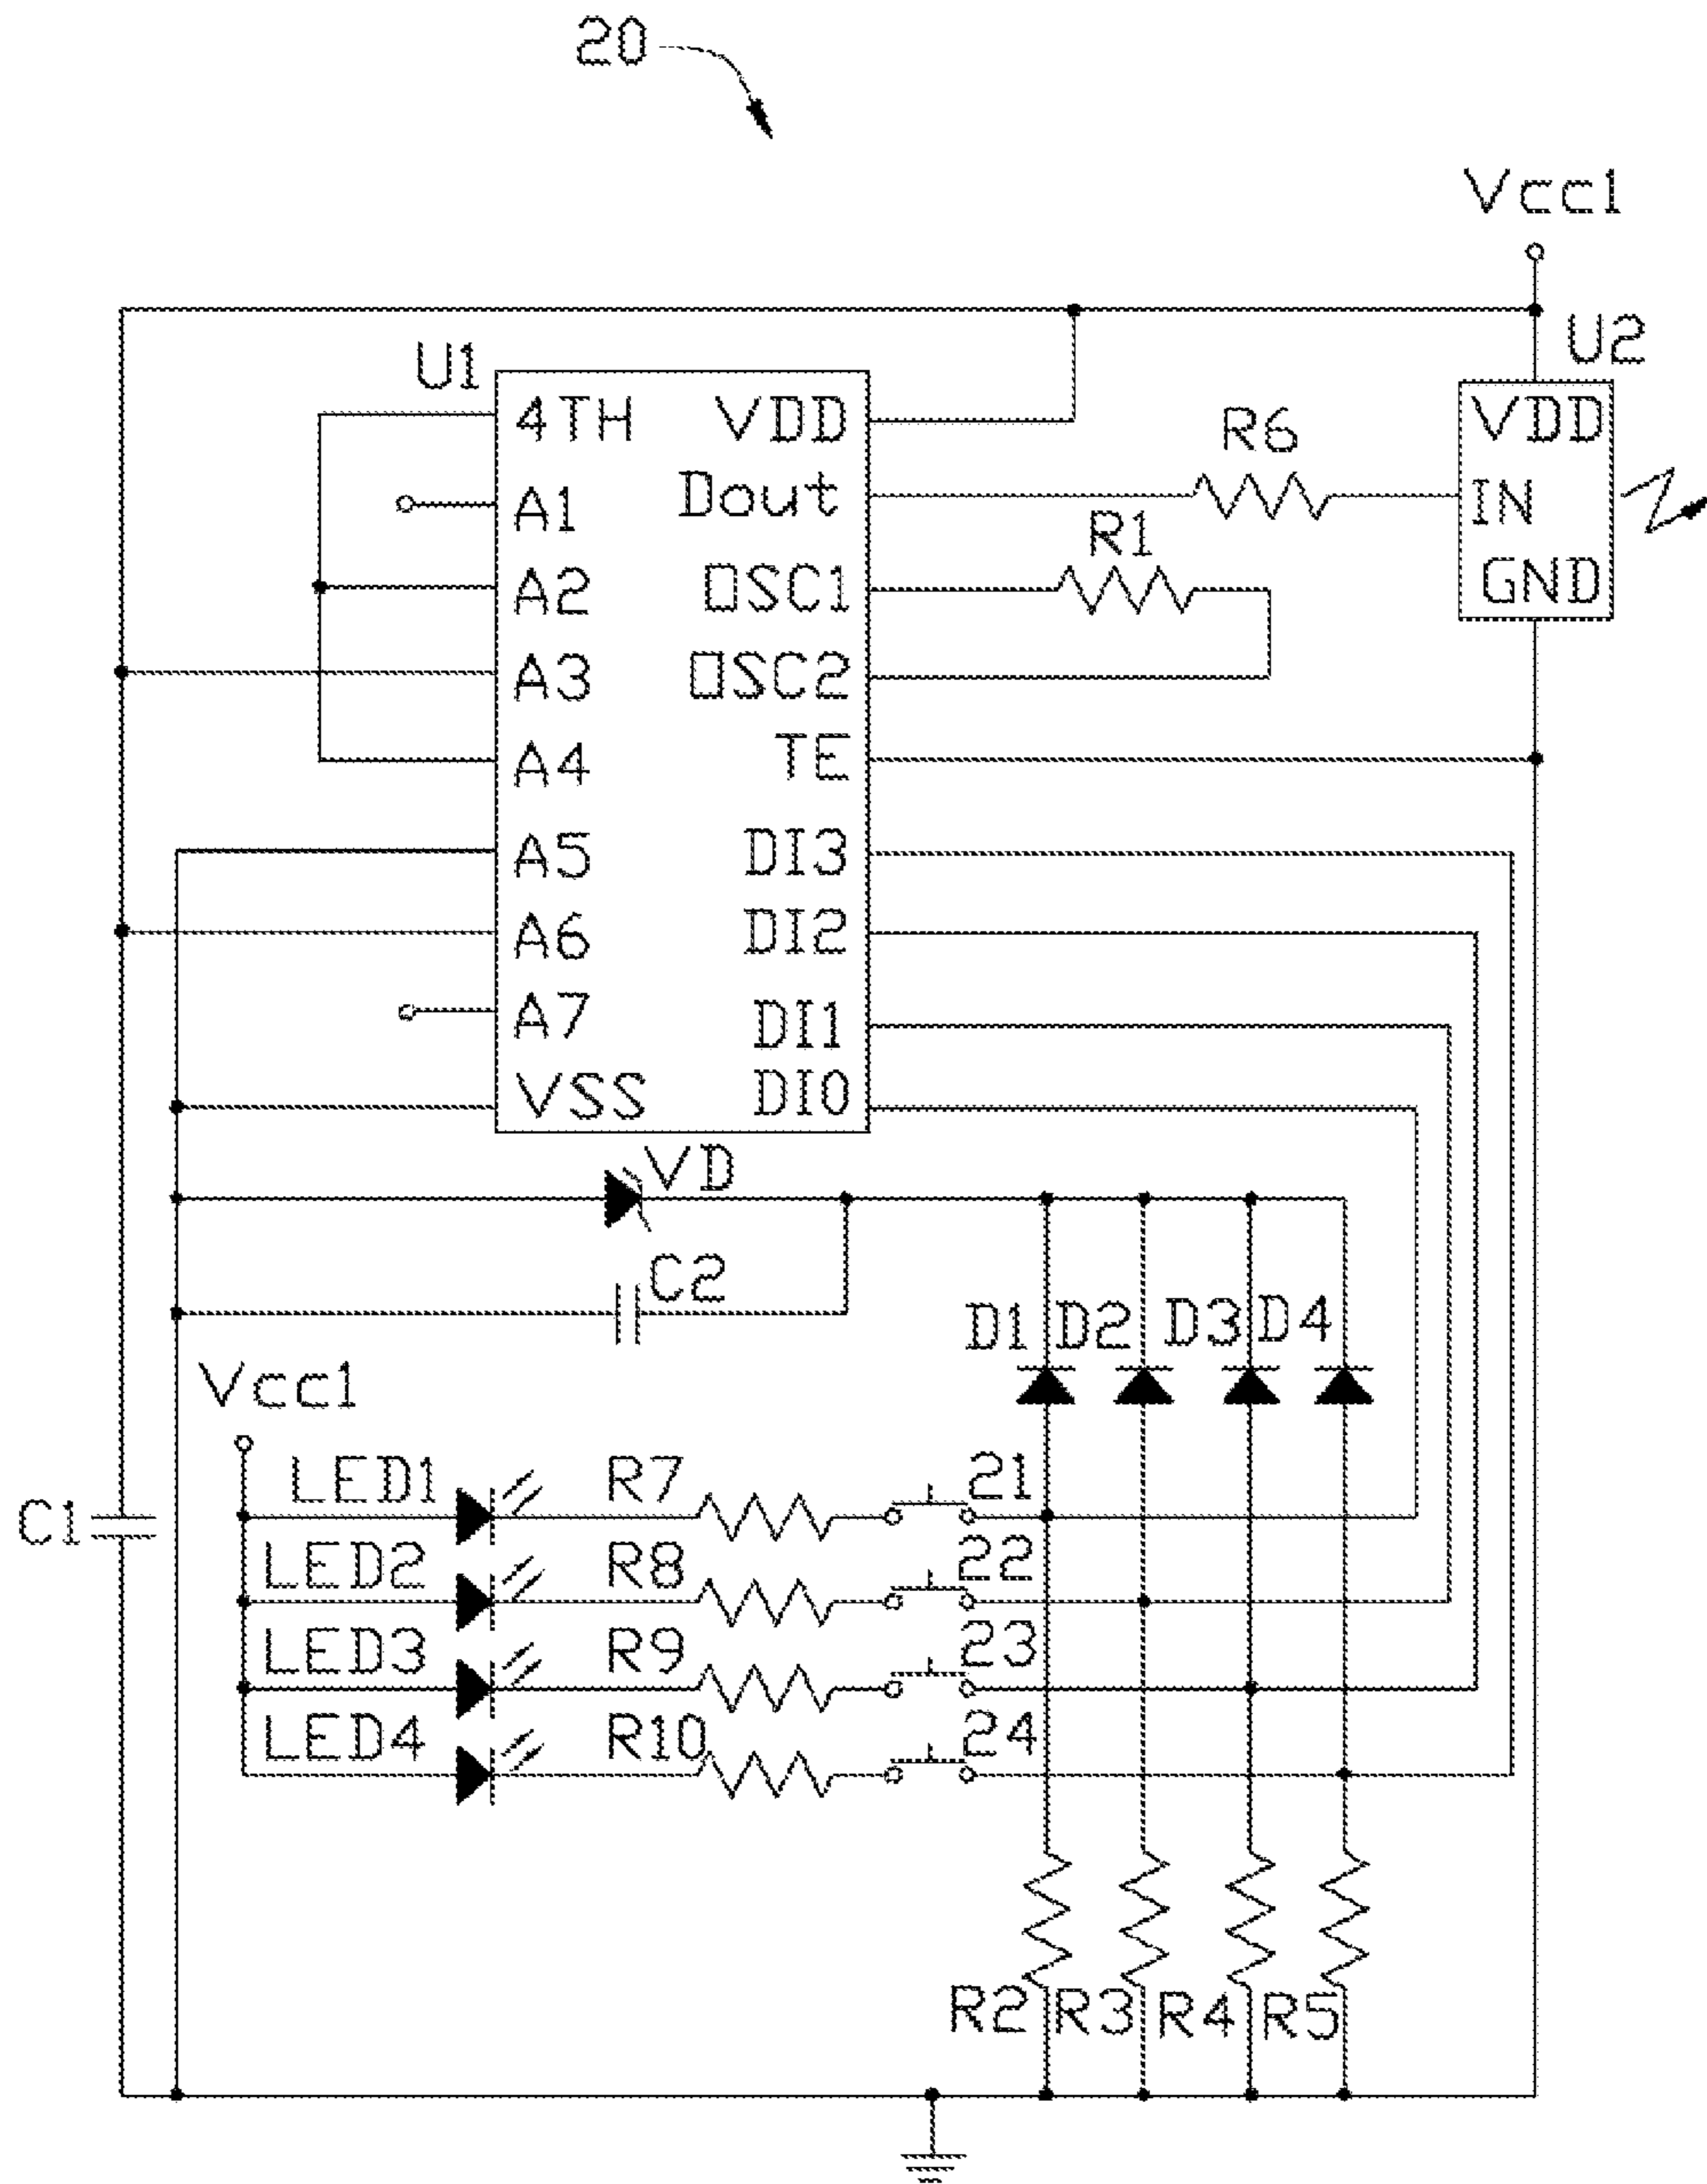 20
Vcc1
U1
U2
4TH
VDD
VDD
R6
A1
Dout
IN
R1
A2
OSC1
GND
A3
OSC2
A4
TE
A5
DI3
A6
DI2
A7
DI1
VSS
DI0
VD
C2
D1
D2
D3
D4
Vcc1
LED1
R7
21
C1
LED2
R8
22
LED3
R9
23
LED4
R10
24
R2
R3
R4
R5